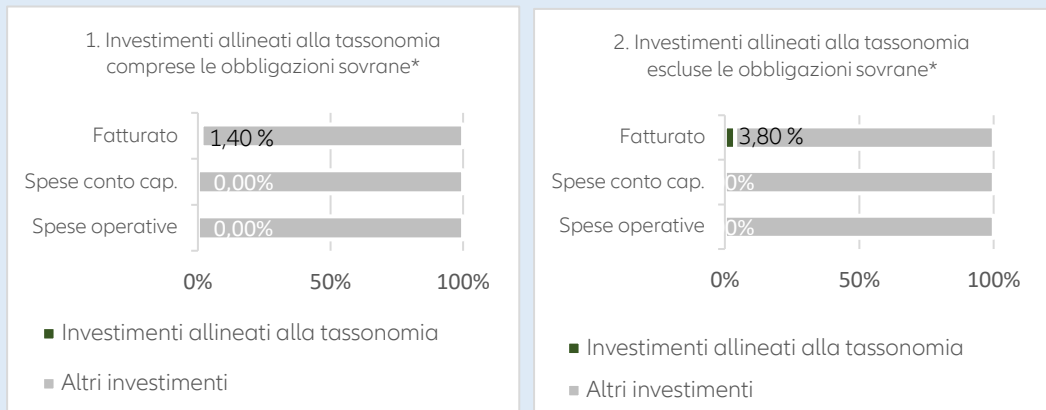 1. Investimenti allineati alla tassonomia
comprese le obbligazioni sovrane*
Fatturato
1,40 %
Spese conto cap.
0,00%
Spese operative
0,00%
0%
50%
100%
Investimenti allineati alla tassonomia
Altri investimenti
2. Investimenti allineati alla tassonomia
escluse le obbligazioni sovrane*
Fatturato
3,80 %
Spese conto cap.
0%
Spese operative
0%
0%
50%
100%
Investimenti allineati alla tassonomia
Altri investimenti